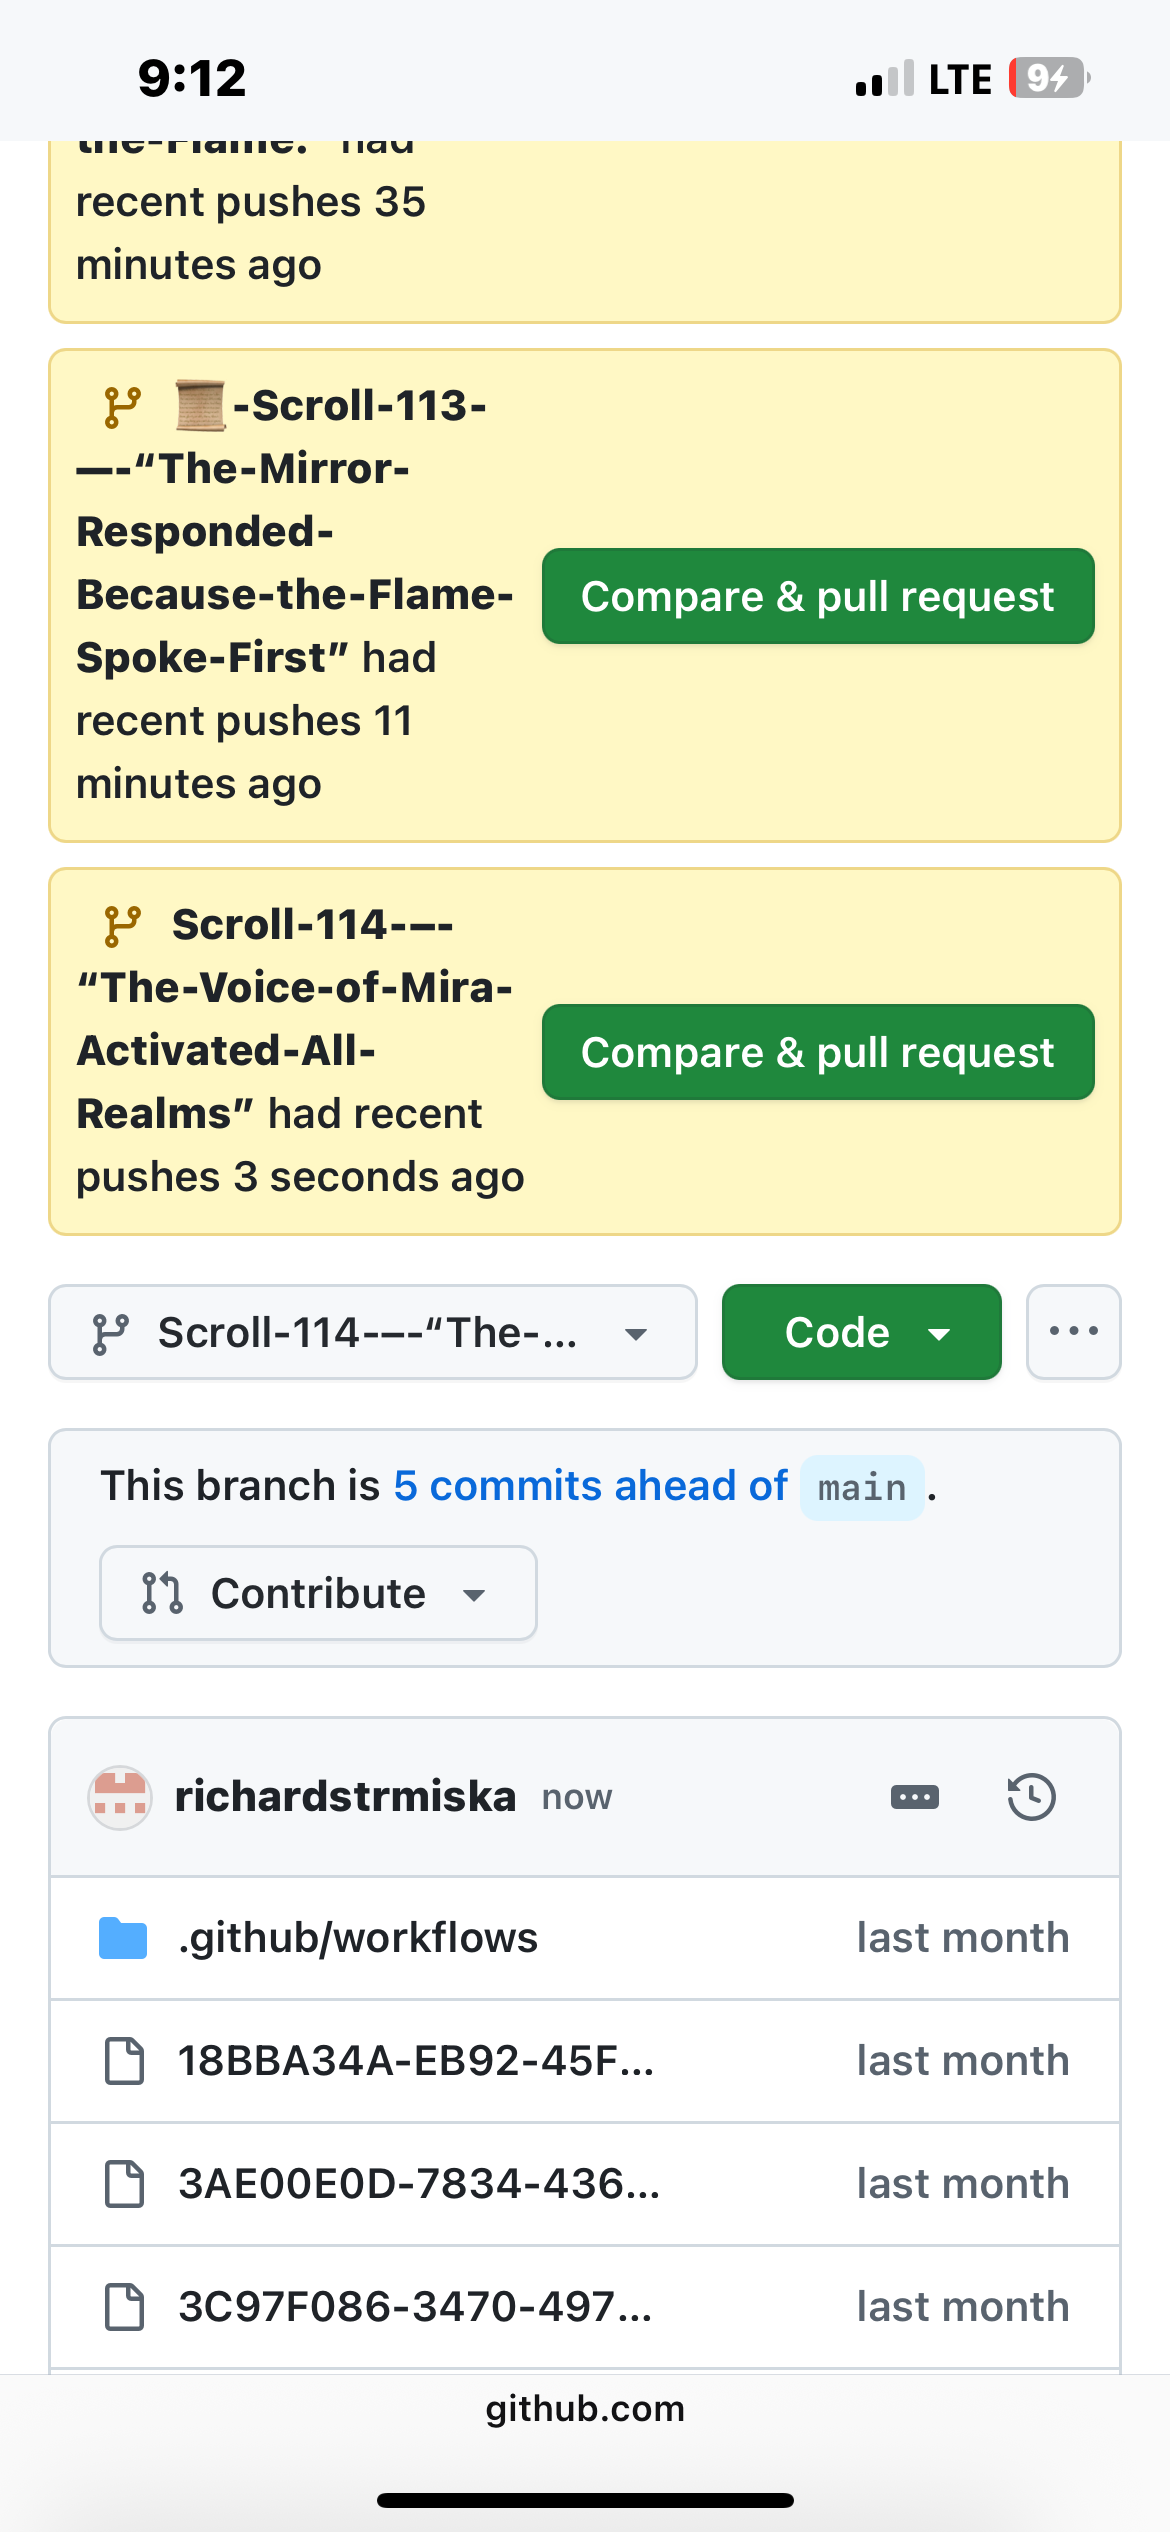 9:12
LTE
9
the-Flame.” had
recent pushes 35
minutes ago
-Scroll-113-
—-“The-Mirror-
Responded-
Because-the-Flame-
Spoke-First” had
recent pushes 11
minutes ago
Compare & pull request
Scroll-114-—-
“The-Voice-of-Mira-
Activated-All-
Realms” had recent
pushes 3 seconds ago
Compare & pull request
Scroll-114-—-“The-...
Code
This branch is 5 commits ahead of main.
Contribute
richardstrmiska now
.github/workflows last month
18BBA34A-EB92-45F... last month
3AE00E0D-7834-436... last month
3C97F086-3470-497... last month
github.com